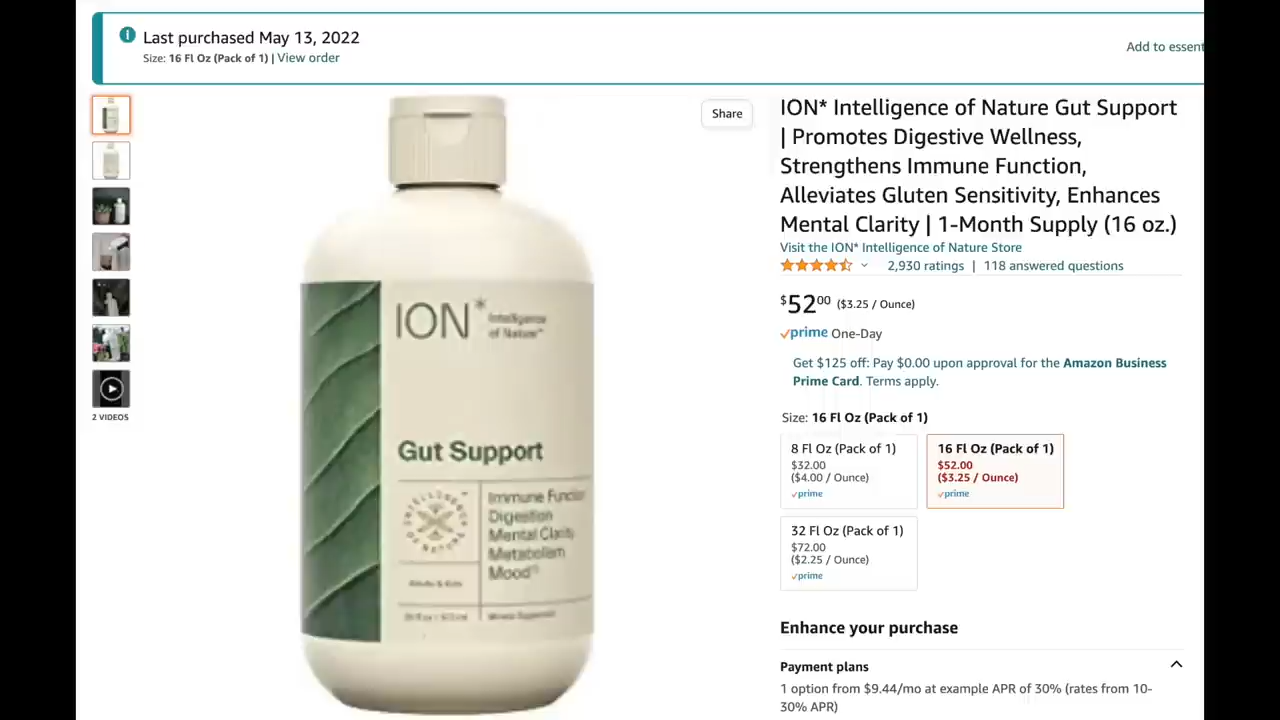 Last purchased May 13, 2022
Size: 16 Fl Oz (Pack of 1) | View order
Add to essent
Share
ION* Intelligence of Nature Gut Support
| Promotes Digestive Wellness,
Strengthens Immune Function,
Alleviates Gluten Sensitivity, Enhances
Mental Clarity | 1-Month Supply (16 oz.)
Visit the ION* Intelligence of Nature Store
2,930 ratings | 118 answered questions
$5200 ($3.25 / Ounce)
prime One-Day
Get $125 off: Pay $0.00 upon approval for the Amazon Business
Prime Card. Terms apply.
Size: 16 Fl Oz (Pack of 1)
8 Fl Oz (Pack of 1)
$32.00
($4.00 / Ounce)
prime
16 Fl Oz (Pack of 1)
$52.00
($3.25 / Ounce)
prime
32 Fl Oz (Pack of 1)
$72.00
($2.25 / Ounce)
prime
Enhance your purchase
Payment plans
1 option from $9.44/mo at example APR of 30% (rates from 10-
30% APR)
2 VIDEOS
ION*
Intelligence
of Nature
Gut Support
INTELLIGENCE OF NATURE
Immune Functio
Digestion
Mental Clarity
Metabolism
Mood
Adults & Kids